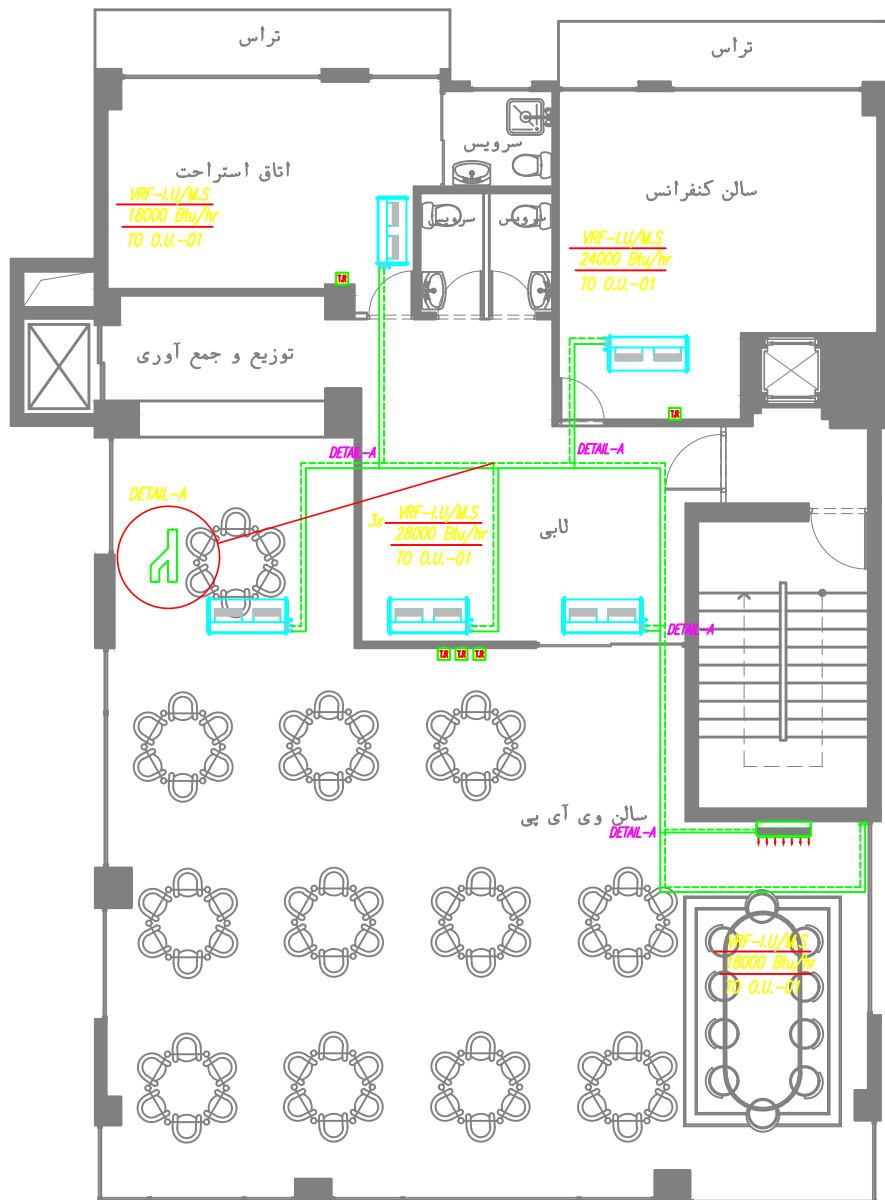 تراس
تراس
سرویس
اتاق استراحت
سالن کنفرانس
VRF-I.U/M.S
18000 Btu/hr
TO O.U.-01
سرویس
سرویس
VRF-I.U/M.S
24000 Btu/hr
TO O.U.-01
T.R
توزیع و جمع آوری
T.R
DETAIL-A
DETAIL-A
DETAIL-A
3x
VRF-I.U/M.S
28000 Btu/hr
TO O.U.-01
لابی
DETAIL-A
T.R
T.R
T.R
سالن وی آی پی
DETAIL-A
VRF-I.U/M.S
18000 Btu/hr
TO O.U.-01